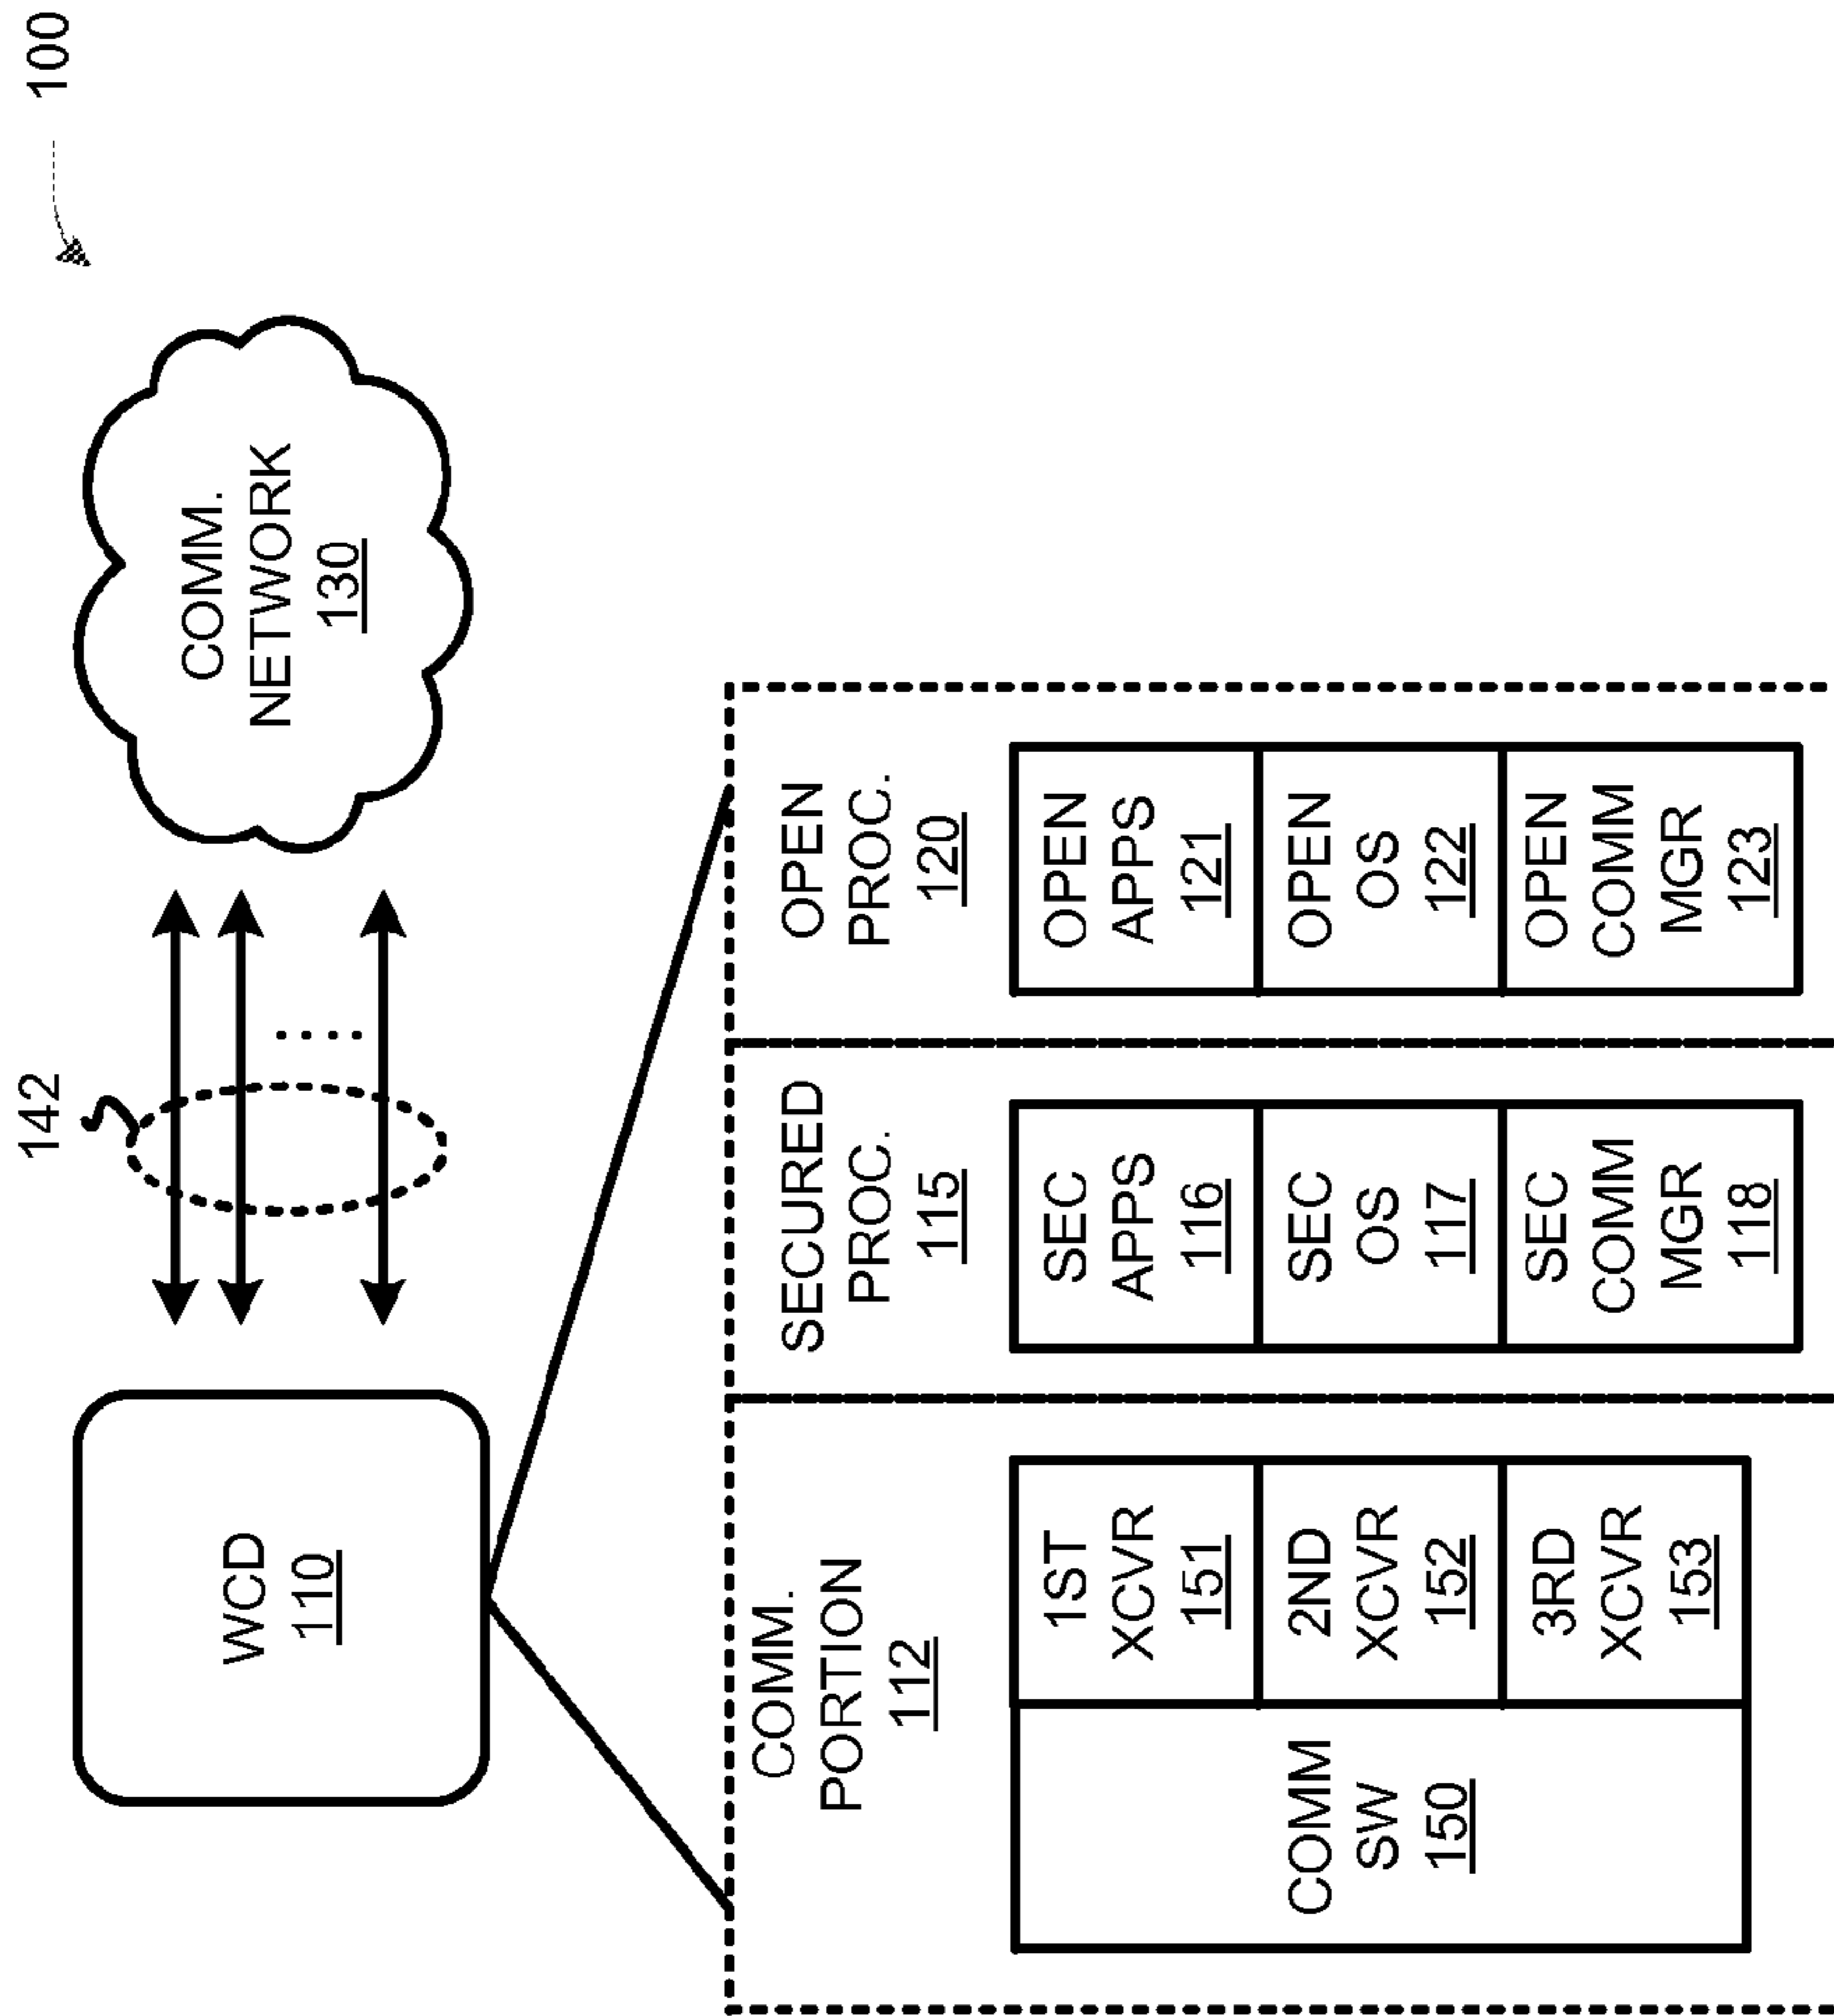 100
142
WCD
110
COMM.
NETWORK
130
COMM.
PORTION
112
COMM
SW
150
1ST
XCVR
151
2ND
XCVR
152
3RD
XCVR
153
SECURED
PROC.
115
SEC
APPS
116
SEC
OS
117
SEC
COMM
MGR
118
OPEN
PROC.
120
OPEN
APPS
121
OPEN
OS
122
OPEN
COMM
MGR
123